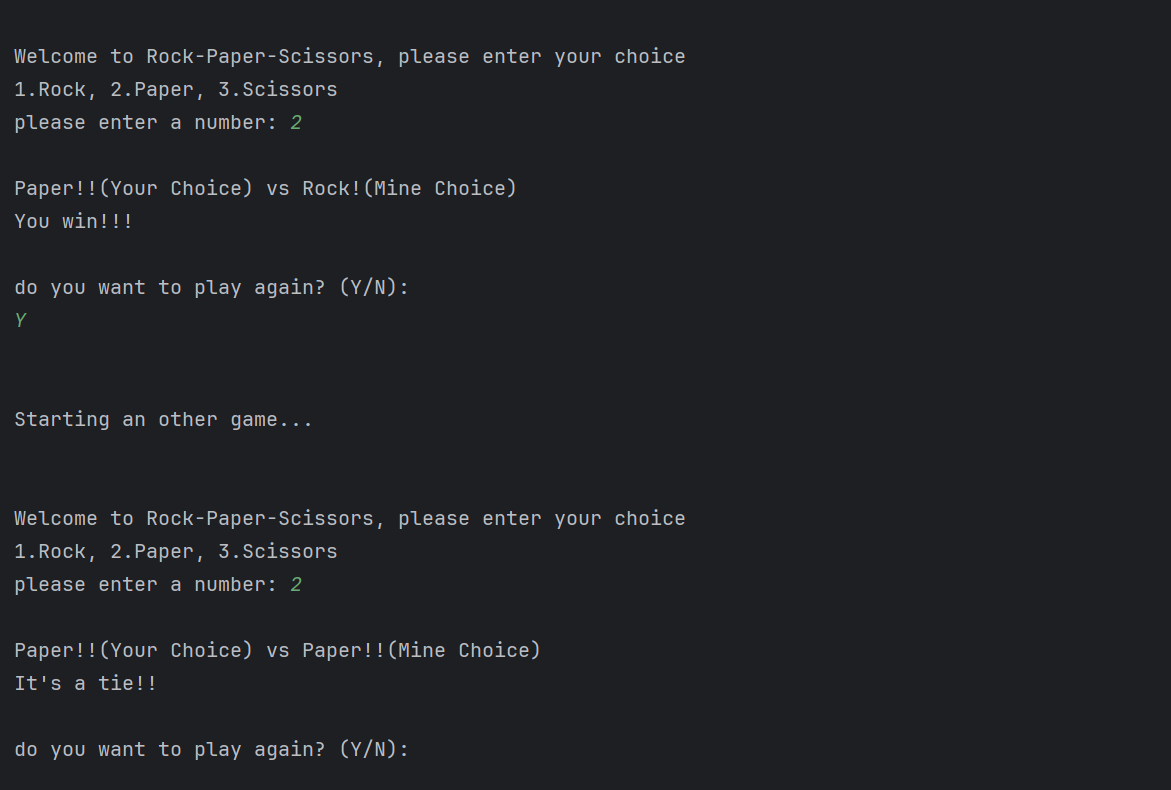 Welcome to Rock-Paper-Scissors, please enter your choice
1.Rock, 2.Paper, 3.Scissors
please enter a number: 2
Paper!!(Your Choice) vs Rock!(Mine Choice)
You win!!!
do you want to play again? (Y/N):
Y
Starting an other game...
Welcome to Rock-Paper-Scissors, please enter your choice
1.Rock, 2.Paper, 3.Scissors
please enter a number: 2
Paper!!(Your Choice) vs Paper!!(Mine Choice)
It's a tie!!
do you want to play again? (Y/N):